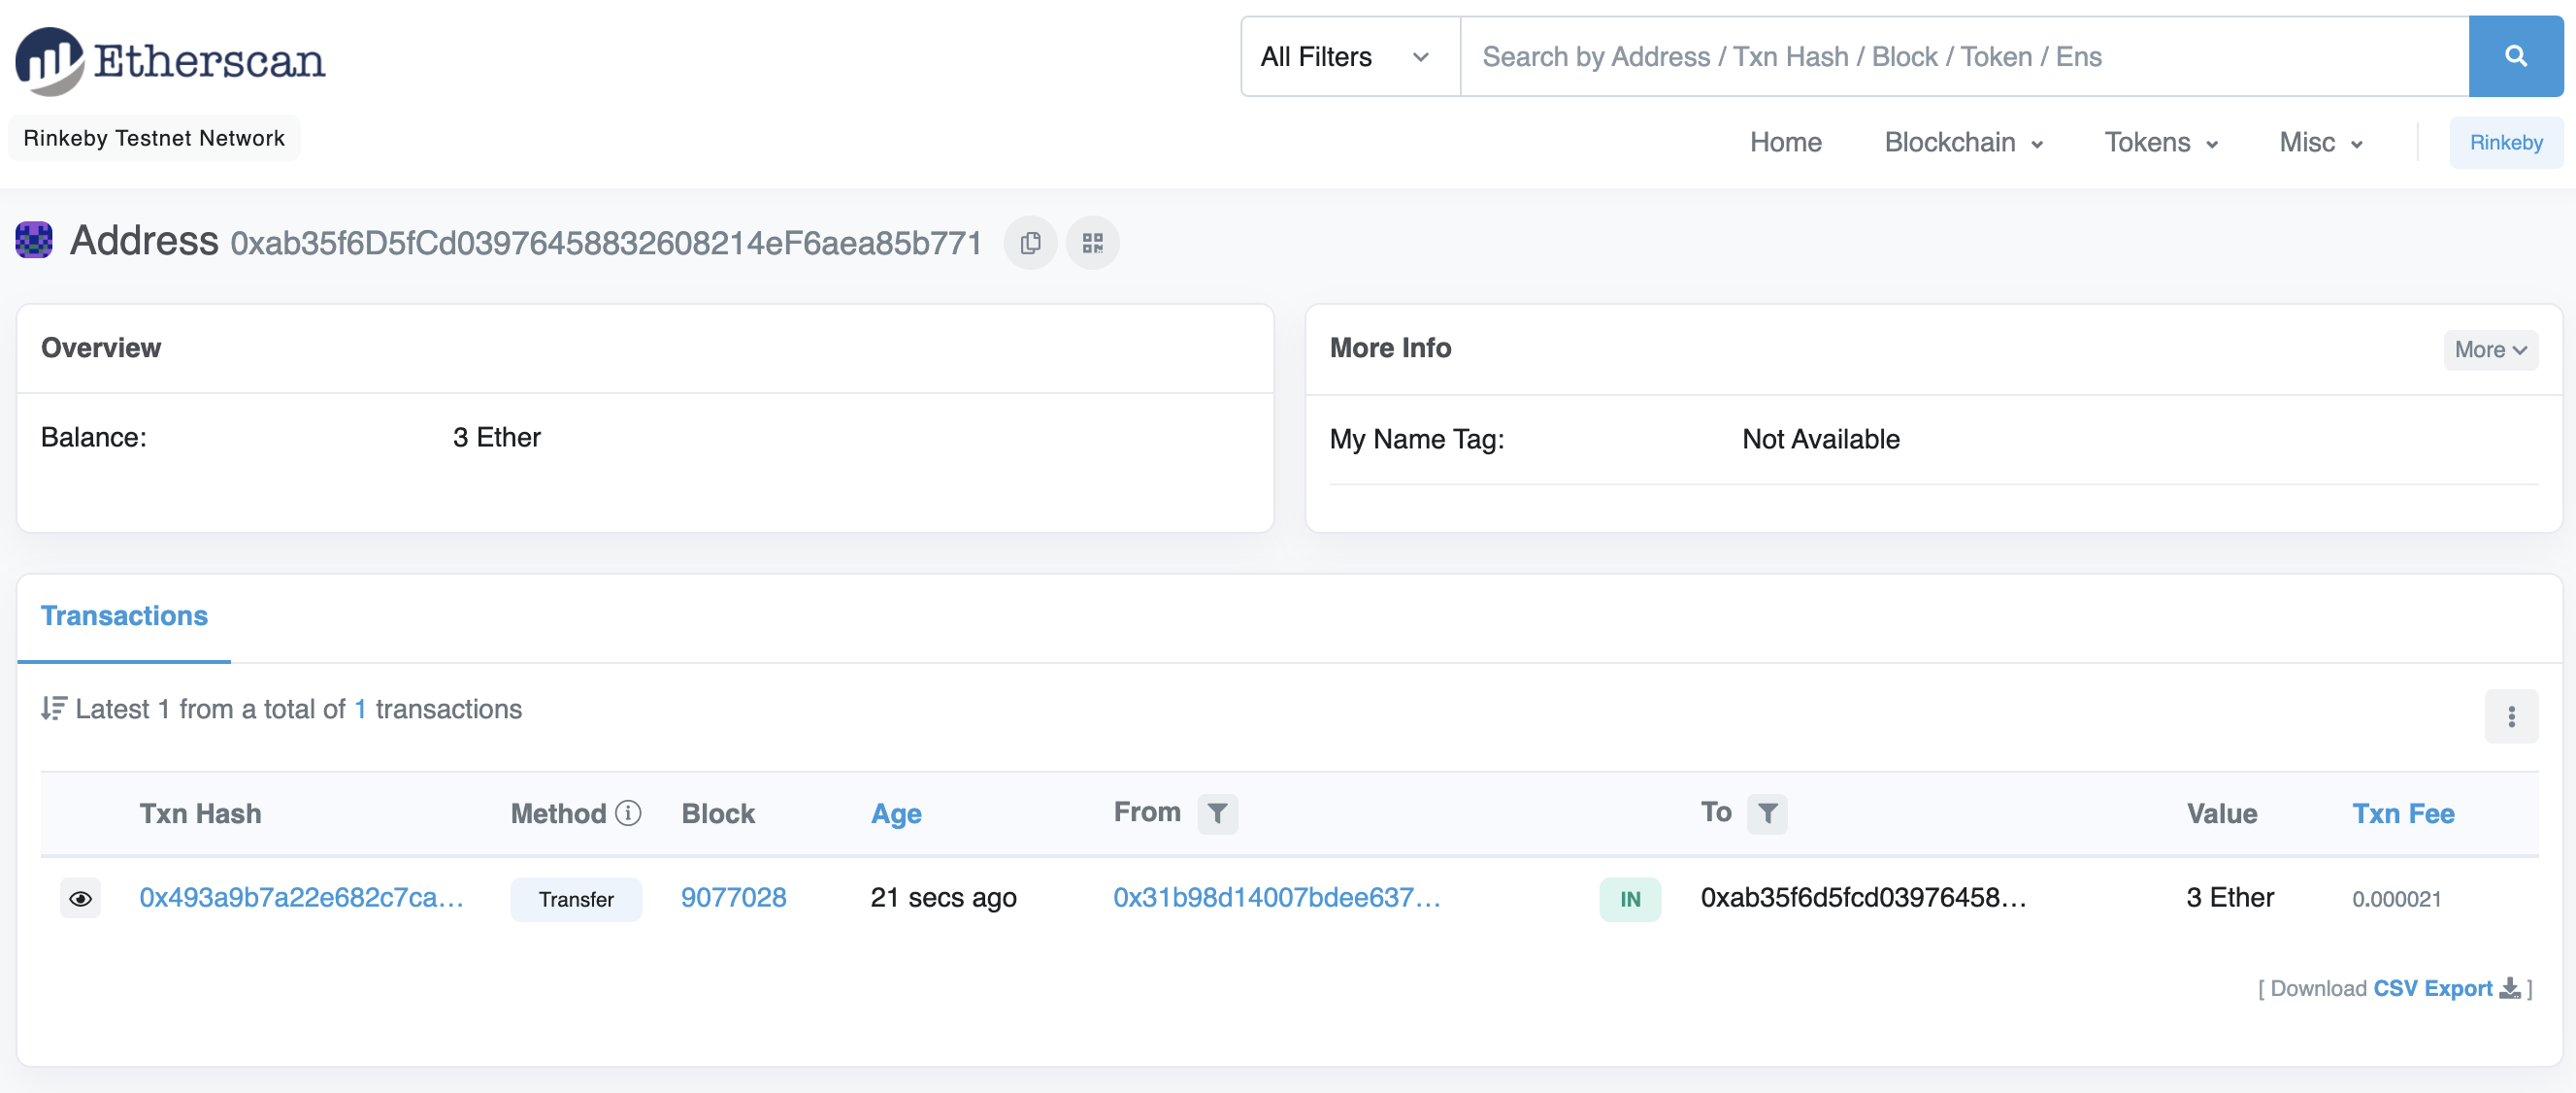 Etherscan
All Filters
Search by Address / Txn Hash / Block / Token / Ens
Rinkeby Testnet Network
Home Blockchain Tokens Misc Rinkeby
Address 0xab35f6D5fCd03976458832608214eF6aea85b771
Overview
Balance: 3 Ether
More Info More
My Name Tag: Not Available
Transactions
Latest 1 from a total of 1 transactions
Txn Hash Method Block Age From To Value Txn Fee
0x493a9b7a22e682c7ca... Transfer 9077028 21 secs ago 0x31b98d14007bdee637... IN 0xab35f6d5fcd03976458... 3 Ether 0.000021
[ Download CSV Export ]